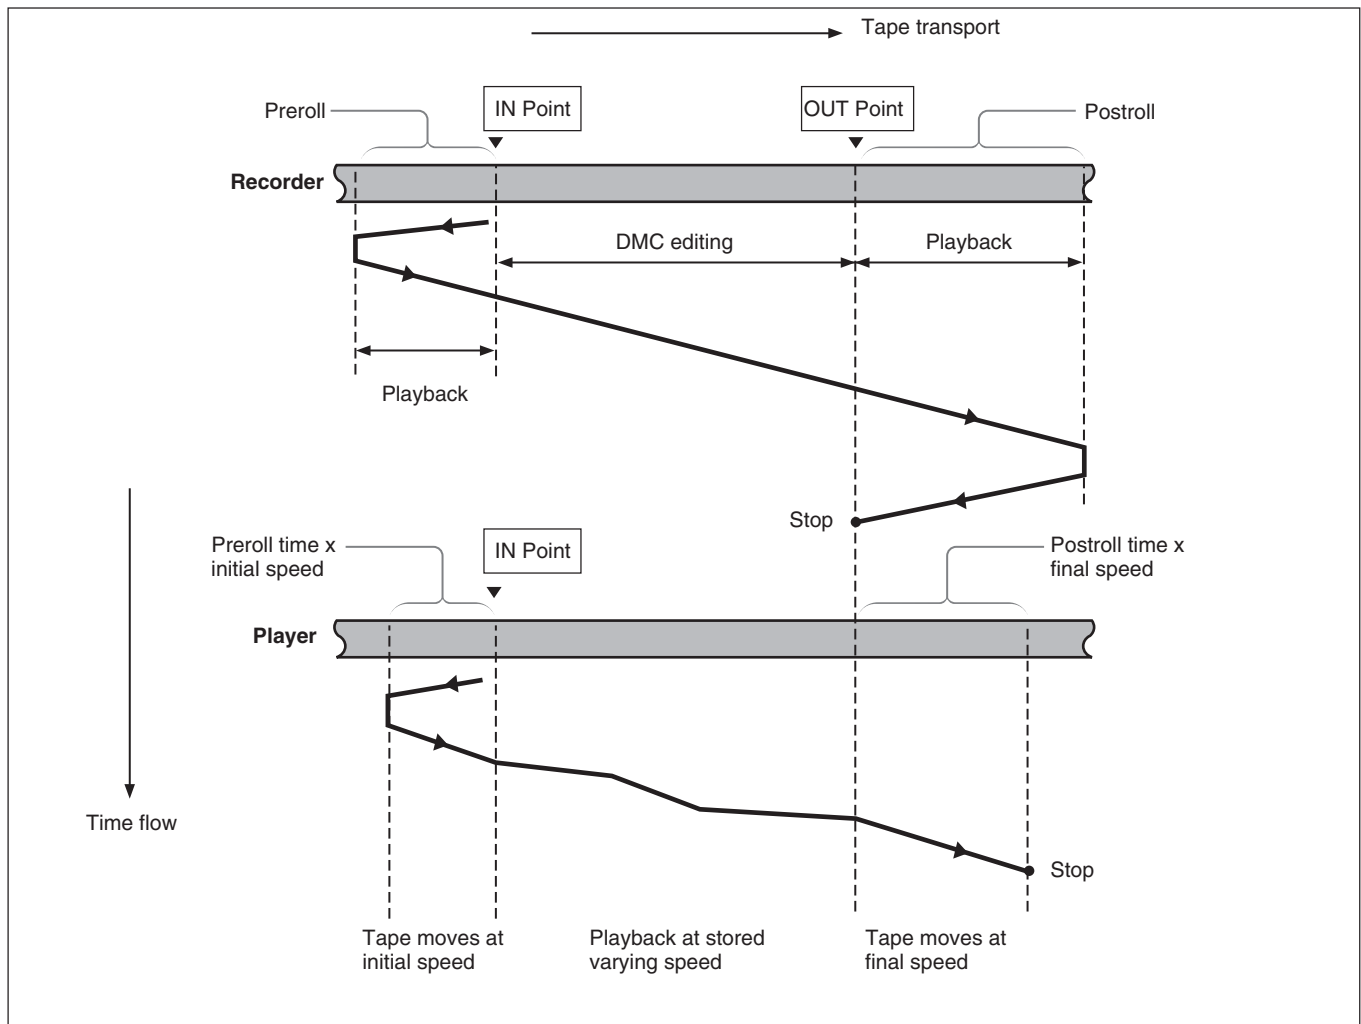 Tape transport
Preroll
IN Point
OUT Point
Postroll
Recorder
DMC editing
Playback
Playback
Stop
Preroll time x
initial speed
IN Point
Postroll time x
final speed
Player
Time flow
Stop
Tape moves at
initial speed
Playback at stored
varying speed
Tape moves at
final speed